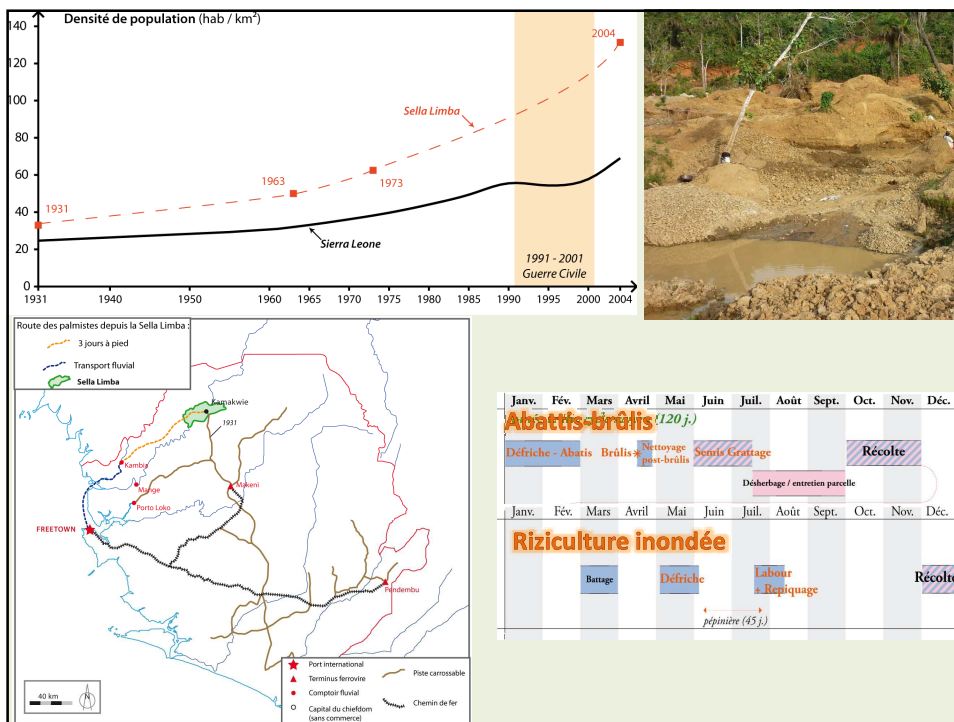 Densité de population (hab / km²)
140
120
100
80
60
40
20
0
2004
Sella Limba
1963
1973
1931
Sierra Leone
1991 - 2001
Guerre Civile
1931
1940
1950
1960
1965
1970
1975
1980
1985
1990
1995
2000
2004
Route des palmistes depuis la Sella Limba :
3 jours à pied
Transport fluvial
Sella Limba
Kamakwie
1931
Kambia
Mange
Makeni
Porto Loko
FREETOWN
Pendembu
40 km
N
Port international
Terminus ferrovire
Comptoir fluvial
Capital du chiefdom
(sans commerce)
Piste carrossable
Chemin de fer
Janv. Fév. Mars Avril Mai Juin Juil. Août Sept. Oct. Nov. Déc.
Abattis-brûlis (120 j.)
Défriche - Abatis
Brûlis
Nettoyage
post-brûlis
Semis Grattage
Récolte
Désherbage / entretien parcelle
Janv. Fév. Mars Avril Mai Juin Juil. Août Sept. Oct. Nov. Déc.
Riziculture inondée
Battage
Défriche
Labour
+ Repiquage
Récolte
pépinière (45 j.)